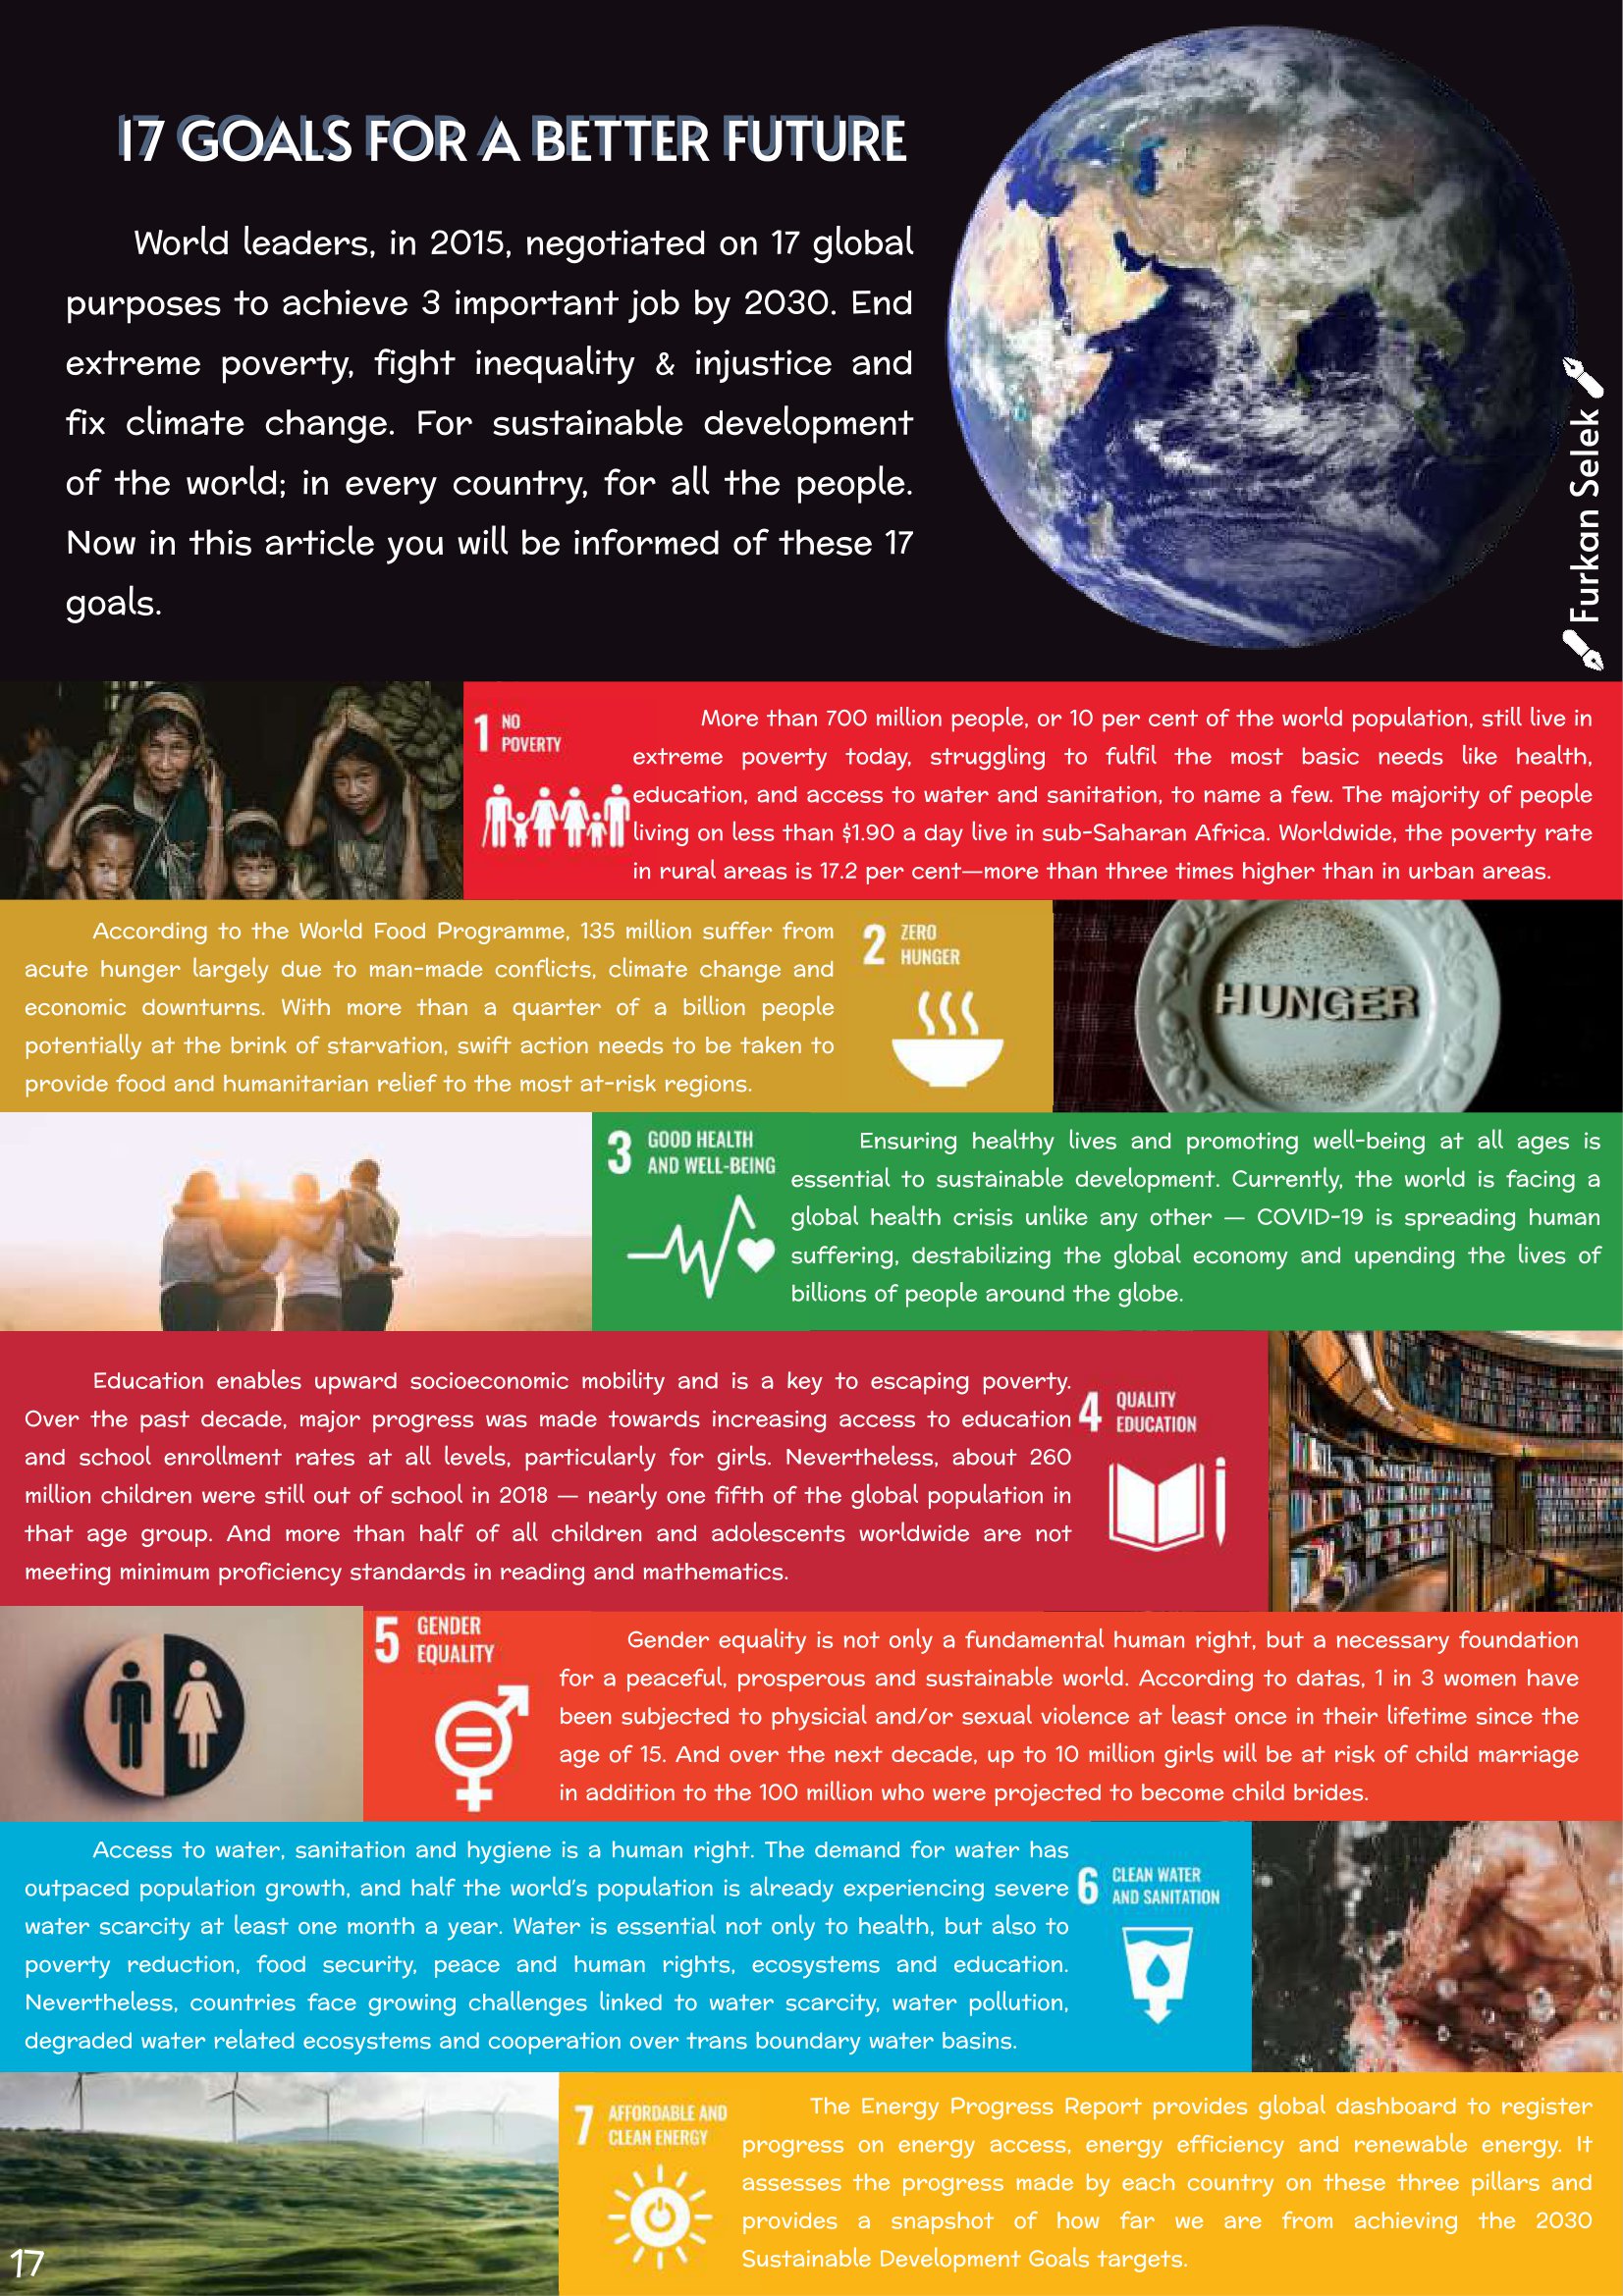 17 GOALS FOR A BETTER FUTURE
World leaders, in 2015, negotiated on 17 global
purposes to achieve 3 important job by 2030. End
extreme poverty, fight inequality & injustice and
fix climate change. For sustainable development
of the world; in every country, for all the people.
Now in this article you will be informed of these 17
goals.
Furkan Selek
1 NO
POVERTY
More than 700 million people, or 10 per cent of the world population, still live in
extreme poverty today, struggling to fulfil the most basic needs like health,
education, and access to water and sanitation, to name a few. The majority of people
living on less than $1.90 a day live in sub-Saharan Africa. Worldwide, the poverty rate
in rural areas is 17.2 per cent—more than three times higher than in urban areas.
According to the World Food Programme, 135 million suffer from
acute hunger largely due to man-made conflicts, climate change and
economic downturns. With more than a quarter of a billion people
potentially at the brink of starvation, swift action needs to be taken to
provide food and humanitarian relief to the most at-risk regions.
2 ZERO
HUNGER
HUNGER
3 GOOD HEALTH
AND WELL-BEING
Ensuring healthy lives and promoting well-being at all ages is
essential to sustainable development. Currently, the world is facing a
global health crisis unlike any other — COVID-19 is spreading human
suffering, destabilizing the global economy and upending the lives of
billions of people around the globe.
Education enables upward socioeconomic mobility and is a key to escaping poverty.
Over the past decade, major progress was made towards increasing access to education
and school enrollment rates at all levels, particularly for girls. Nevertheless, about 260
million children were still out of school in 2018 — nearly one fifth of the global population in
that age group. And more than half of all children and adolescents worldwide are not
meeting minimum proficiency standards in reading and mathematics.
4 QUALITY
EDUCATION
5 GENDER
EQUALITY
Gender equality is not only a fundamental human right, but a necessary foundation
for a peaceful, prosperous and sustainable world. According to datas, 1 in 3 women have
been subjected to physicial and/or sexual violence at least once in their lifetime since the
age of 15. And over the next decade, up to 10 million girls will be at risk of child marriage
in addition to the 100 million who were projected to become child brides.
Access to water, sanitation and hygiene is a human right. The demand for water has
outpaced population growth, and half the world's population is already experiencing severe
water scarcity at least one month a year. Water is essential not only to health, but also to
poverty reduction, food security, peace and human rights, ecosystems and education.
Nevertheless, countries face growing challenges linked to water scarcity, water pollution,
degraded water related ecosystems and cooperation over trans boundary water basins.
6 CLEAN WATER
AND SANITATION
7 AFFORDABLE AND
CLEAN ENERGY
The Energy Progress Report provides global dashboard to register
progress on energy access, energy efficiency and renewable energy. It
assesses the progress made by each country on these three pillars and
provides a snapshot of how far we are from achieving the 2030
Sustainable Development Goals targets.
17